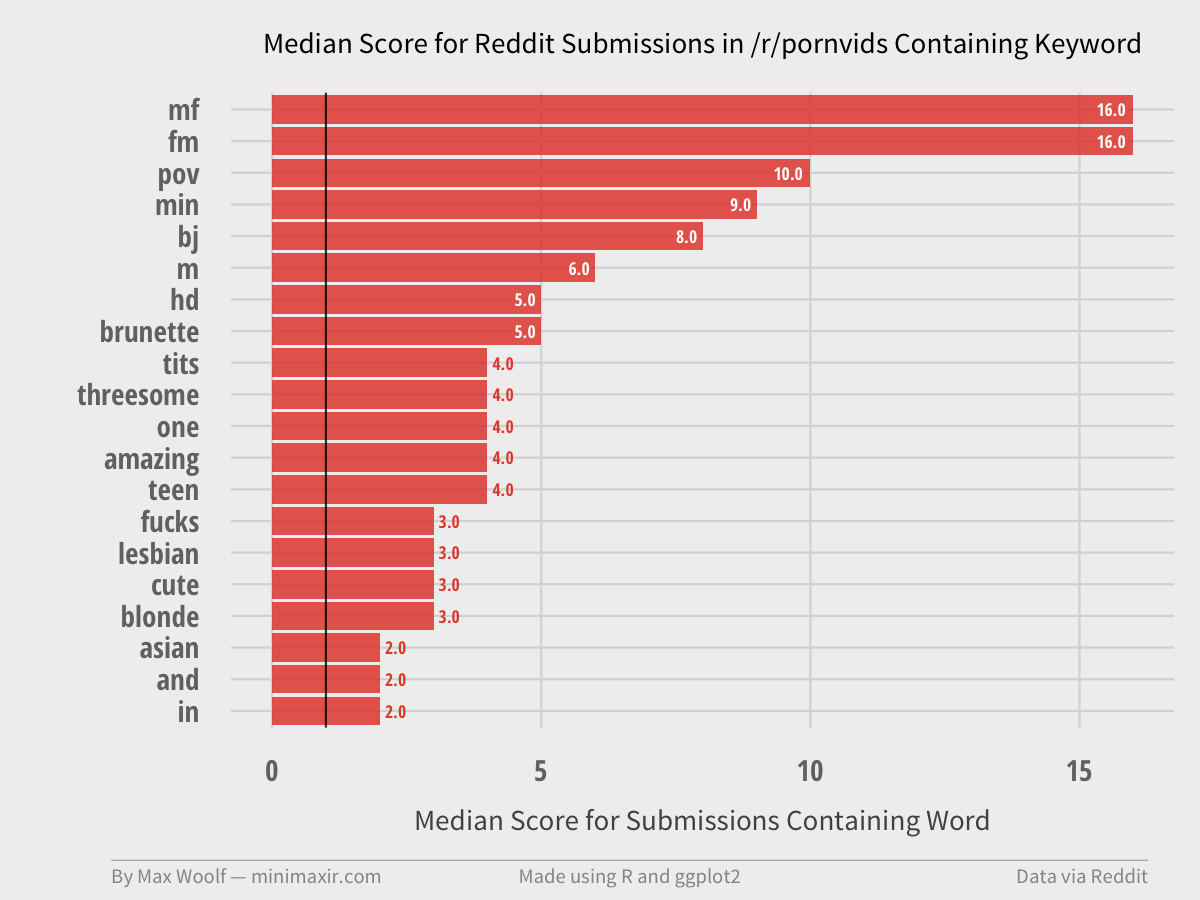 Median Score for Reddit Submissions in /r/pornvids Containing Keyword
mf 16.0
fm 16.0
pov 10.0
min 9.0
bj 8.0
m 6.0
hd 5.0
brunette 5.0
tits 4.0
threesome 4.0
one 4.0
amazing 4.0
teen 4.0
fucks 3.0
lesbian 3.0
cute 3.0
blonde 3.0
asian 2.0
and 2.0
in 2.0
0 5 10 15
Median Score for Submissions Containing Word
By Max Woolf — minimaxir.com Made using R and ggplot2 Data via Reddit